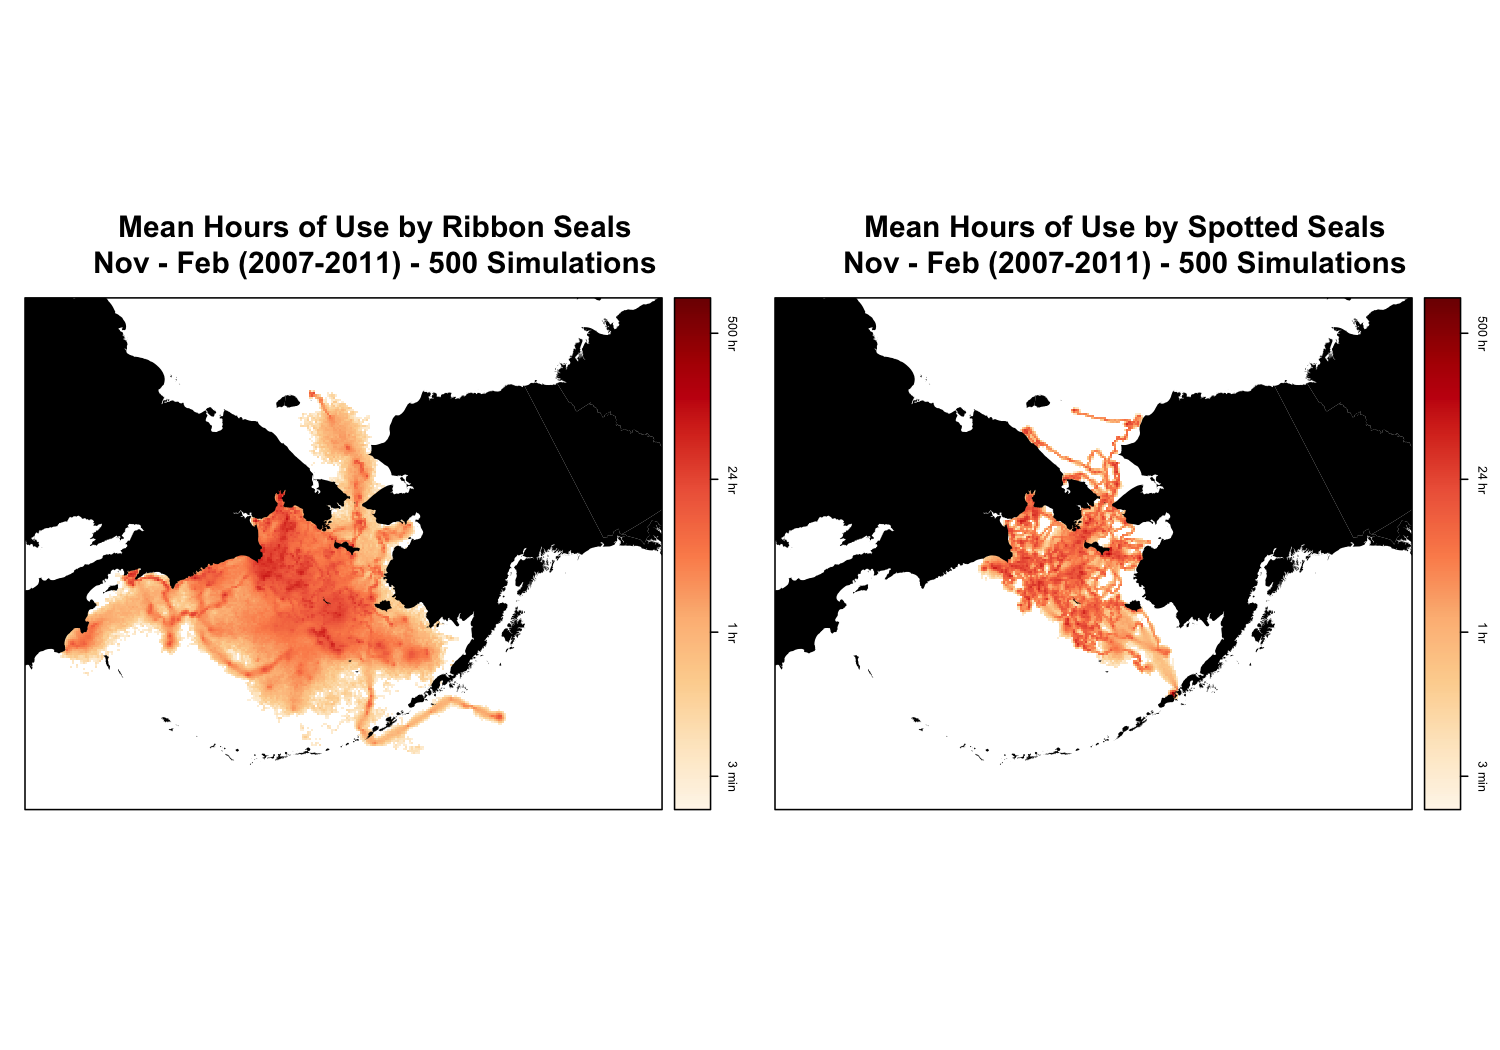 Mean Hours of Use by Ribbon Seals
Nov - Feb (2007-2011) - 500 Simulations
500 hr
24 hr
1 hr
3 min
Mean Hours of Use by Spotted Seals
Nov - Feb (2007-2011) - 500 Simulations
500 hr
24 hr
1 hr
3 min